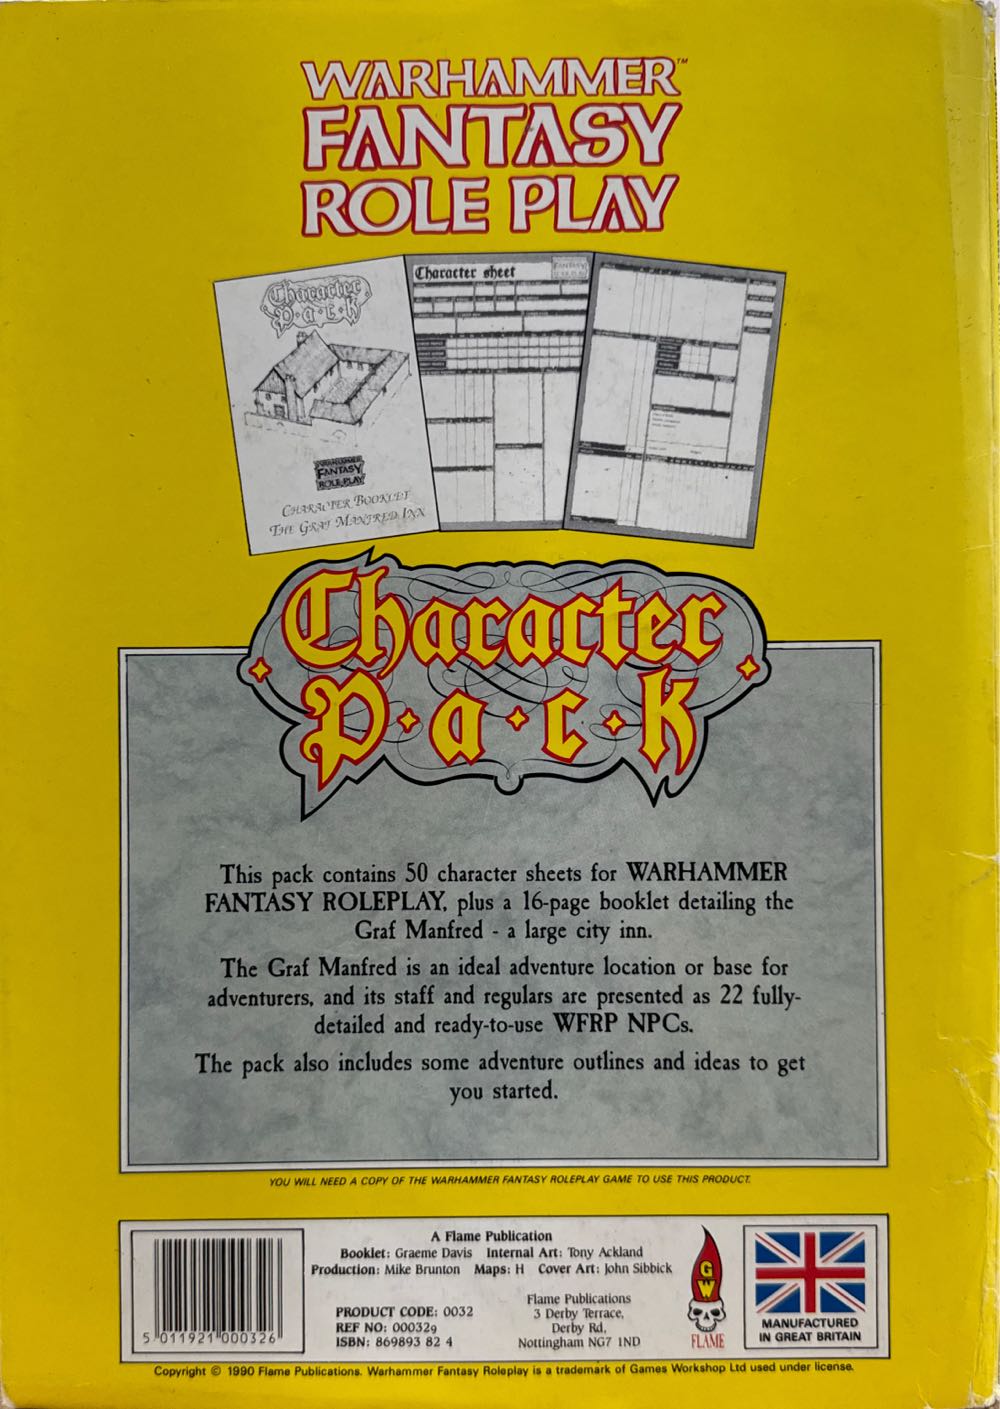 WARHAMMER™
FANTASY
ROLE PLAY
Character
P·a·c·k
WARHAMMER
FANTASY
ROLE PLAY
CHARACTER BOOKLET
THE GRAF MANFRED INN
Character sheet
FANTASY
Character
P·a·c·k
This pack contains 50 character sheets for WARHAMMER
FANTASY ROLEPLAY, plus a 16-page booklet detailing the
Graf Manfred - a large city inn.
The Graf Manfred is an ideal adventure location or base for
adventurers, and its staff and regulars are presented as 22 fully-
detailed and ready-to-use WFRP NPCs.
The pack also includes some adventure outlines and ideas to get
you started.
YOU WILL NEED A COPY OF THE WARHAMMER FANTASY ROLEPLAY GAME TO USE THIS PRODUCT.
A Flame Publication
Booklet: Graeme Davis Internal Art: Tony Ackland
Production: Mike Brunton Maps: H Cover Art: John Sibbick
PRODUCT CODE: 0032
REF NO: 000329
ISBN: 869893 82 4
Flame Publications
3 Derby Terrace,
Derby Rd,
Nottingham NG7 1ND
5 011921 000326
GW
FLAME
MANUFACTURED
IN GREAT BRITAIN
Copyright © 1990 Flame Publications. Warhammer Fantasy Roleplay is a trademark of Games Workshop Ltd used under license.